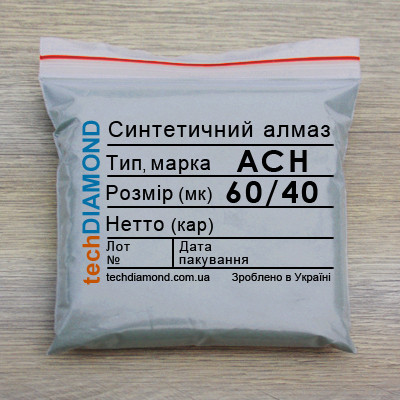 techDIAMOND
Синтетичний алмаз
Тип, марка АСН
Розмір (мк) 60/40
Нетто (кар)
Лот Дата
№ пакування
techdiamond.com.ua Зроблено в Україні